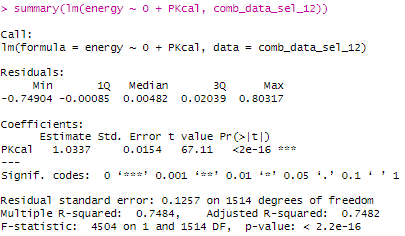 > summary(lm(energy ~ 0 + PKcal, comb_data_sel_12))
Call:
lm(formula = energy ~ 0 + PKcal, data = comb_data_sel_12)
Residuals:
Min 1Q Median 3Q Max
-0.74904 -0.00085 0.00482 0.02039 0.80317
Coefficients:
Estimate Std. Error t value Pr(>|t|)
PKcal 1.0337 0.0154 67.11 <2e-16 ***
---
Signif. codes: 0 ‘***’ 0.001 ‘**’ 0.01 ‘*’ 0.05 ‘.’ 0.1 ‘ ’ 1
Residual standard error: 0.1257 on 1514 degrees of freedom
Multiple R-squared: 0.7484, Adjusted R-squared: 0.7482
F-statistic: 4504 on 1 and 1514 DF, p-value: < 2.2e-16